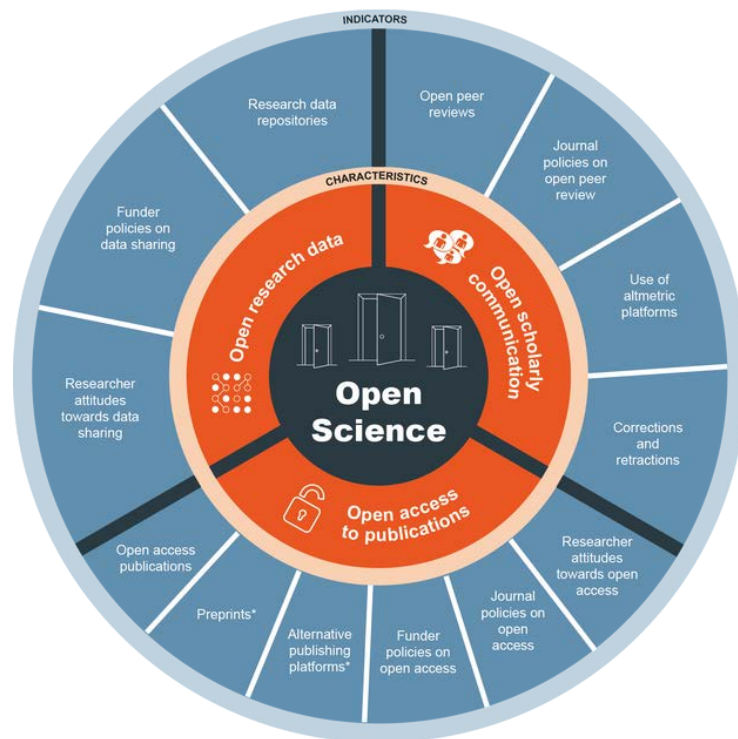 INDICATORS
Research data
repositories
Open peer
reviews
Journal
policies on
open peer
review
CHARACTERISTICS
Funder
policies on
data sharing
Open research data
Open scholarly
communication
Use of
altmetric
platforms
Researcher
attitudes
towards data
sharing
Open
Science
Corrections
and
retractions
Open access
to publications
Open access
publications
Preprints*
Alternative
publishing
platforms*
Funder
policies on
open access
Journal
policies on
open
access
Researcher
attitudes
towards open
access